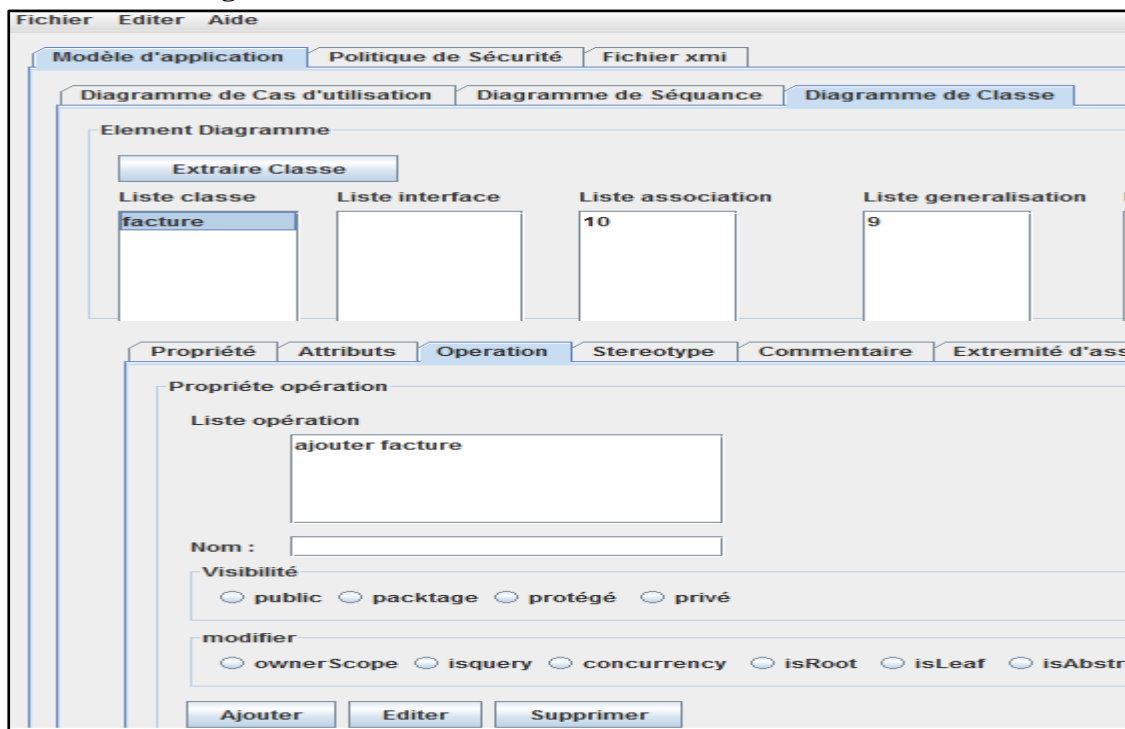 Fichier Editer Aide
Modèle d'application Politique de Sécurité Fichier xmi
Diagramme de Cas d'utilisation Diagramme de Séquance Diagramme de Classe
Element Diagramme
Extraire Classe
Liste classe Liste interface Liste association Liste generalisation
facture 10 9
Propriété Attributs Operation Stereotype Commentaire Extremité d'ass
Propriéte opération
Liste opération
ajouter facture
Nom :
Visibilité
public packtage protégé privé
modifier
ownerScope isquery concurrency isRoot isLeaf isAbstr
Ajouter Editer Supprimer